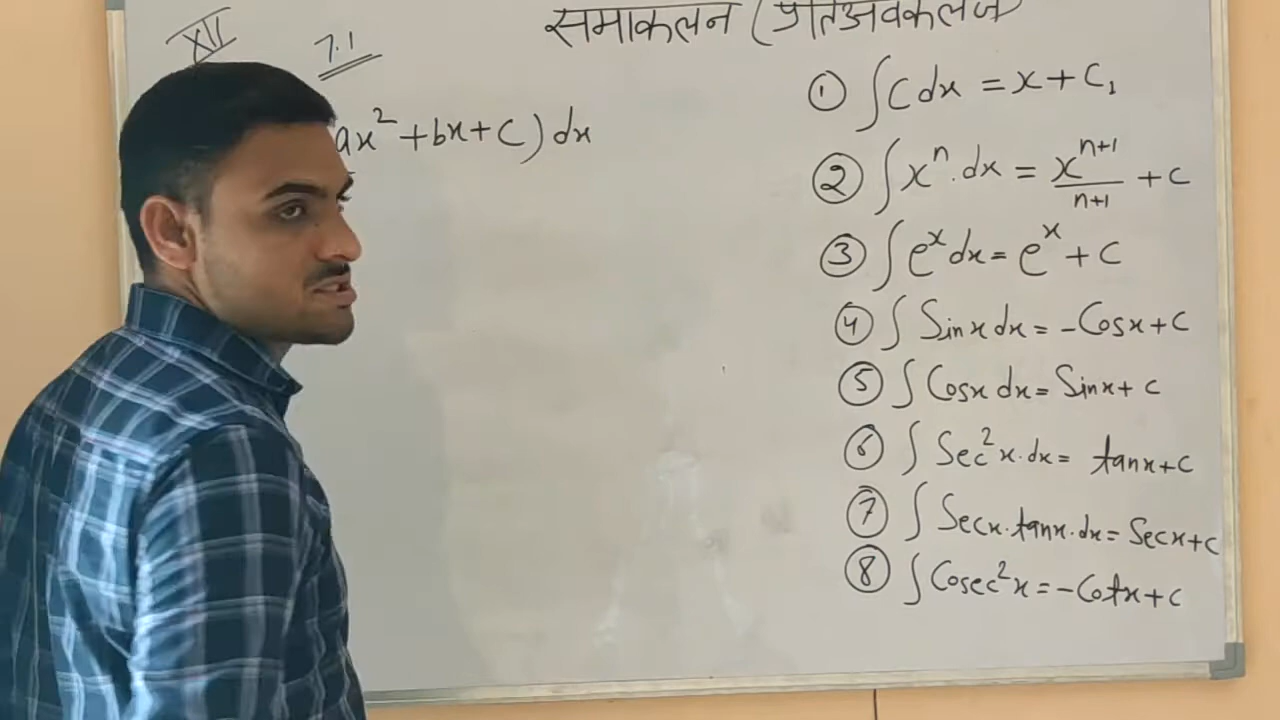 समाकलन (प्रतिअवकलज)
XII
7.1
ax² + bx + c) dx
① ∫ C dx = x + C₁
② ∫ xⁿ . dx = xⁿ⁺¹/n+1 + c
③ ∫ eˣ dx = eˣ + c
④ ∫ Sin x dx = - Cos x + c
⑤ ∫ Cos x dx = Sin x + c
⑥ ∫ Sec² x . dx = tan x + c
⑦ ∫ Sec x . tan x . dx = Sec x + c
⑧ ∫ Cosec² x = - Cot x + c